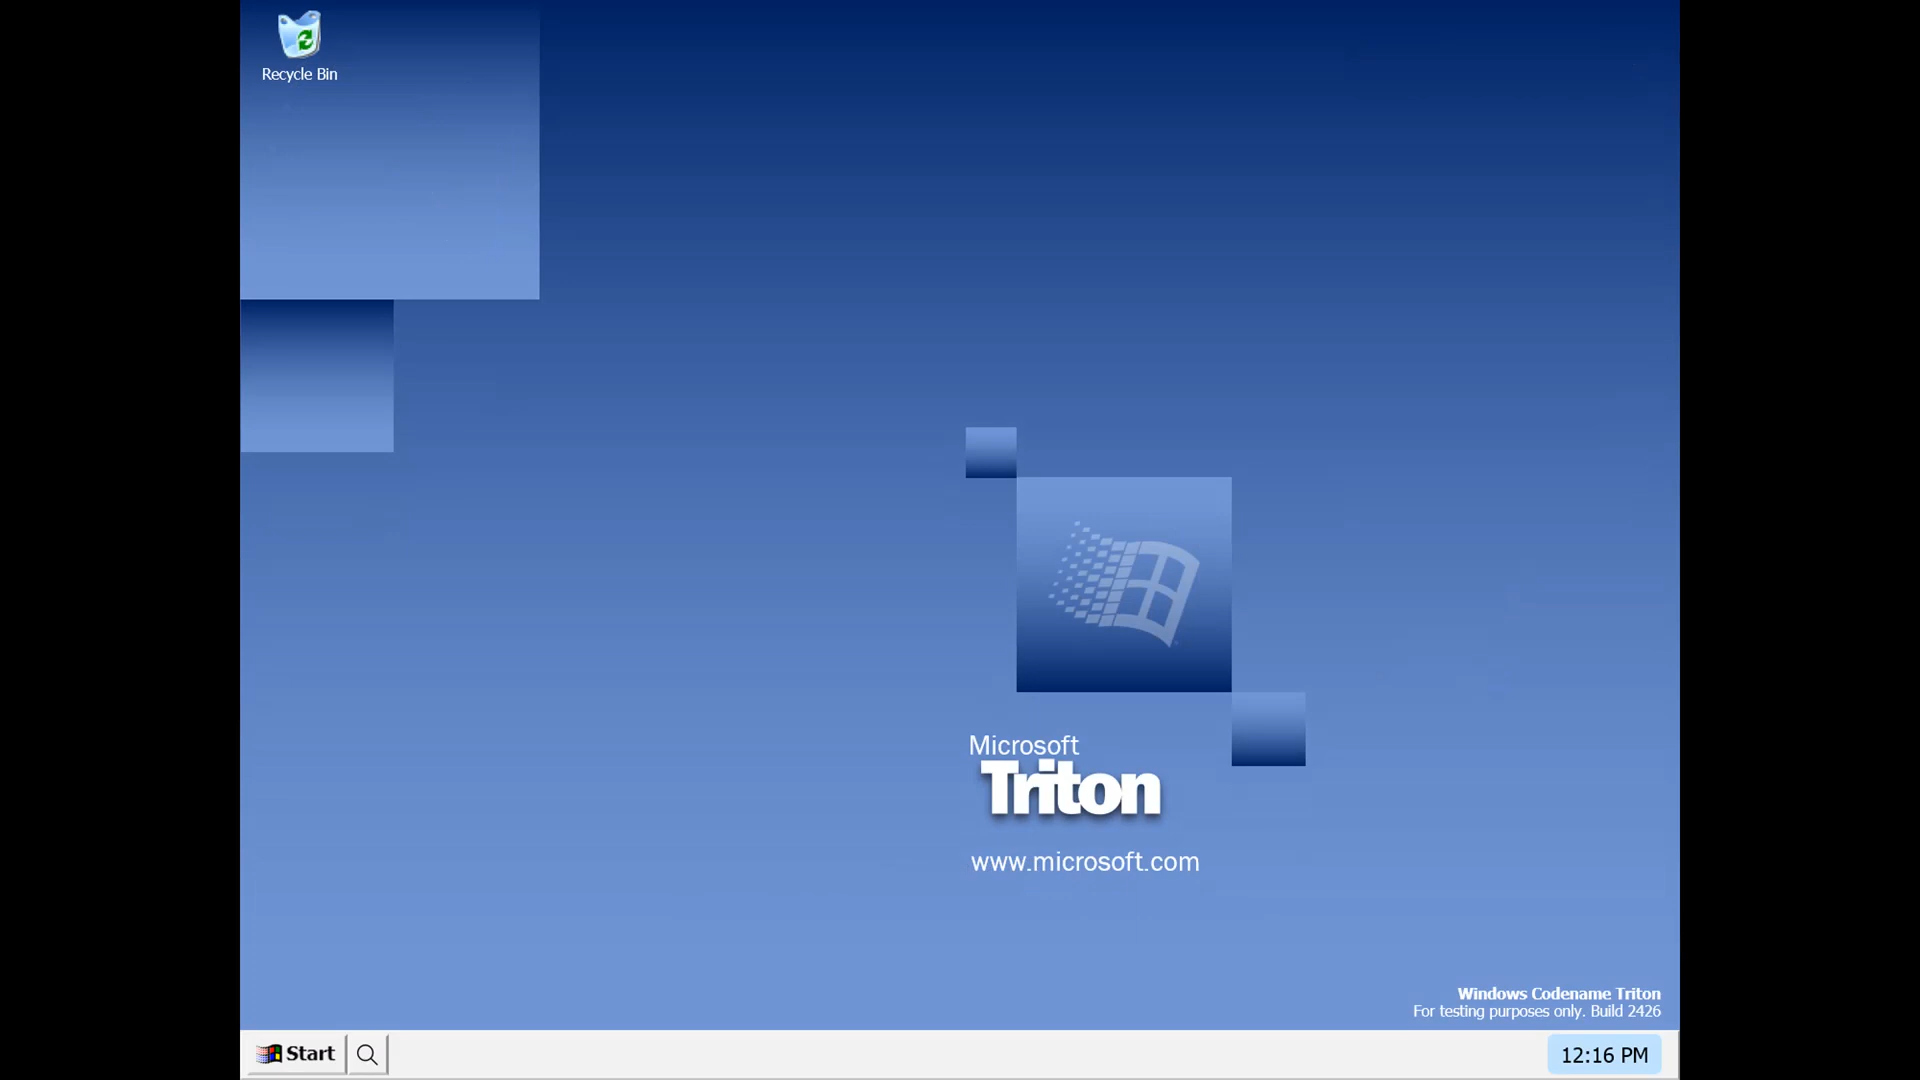 Recycle Bin
Microsoft
Triton
www.microsoft.com
Windows Codename Triton
For testing purposes only. Build 2426
Start
12:16 PM